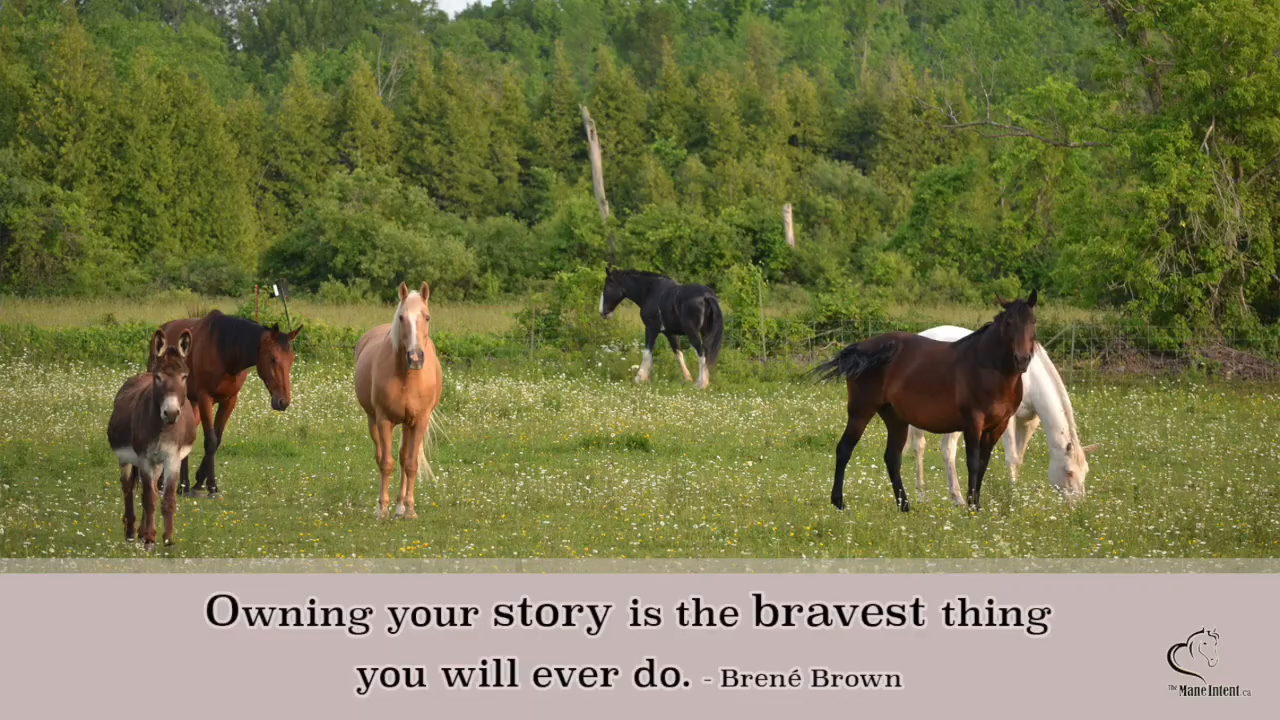 Owning your story is the bravest thing
you will ever do. - Brené Brown
The Mane Intent.ca